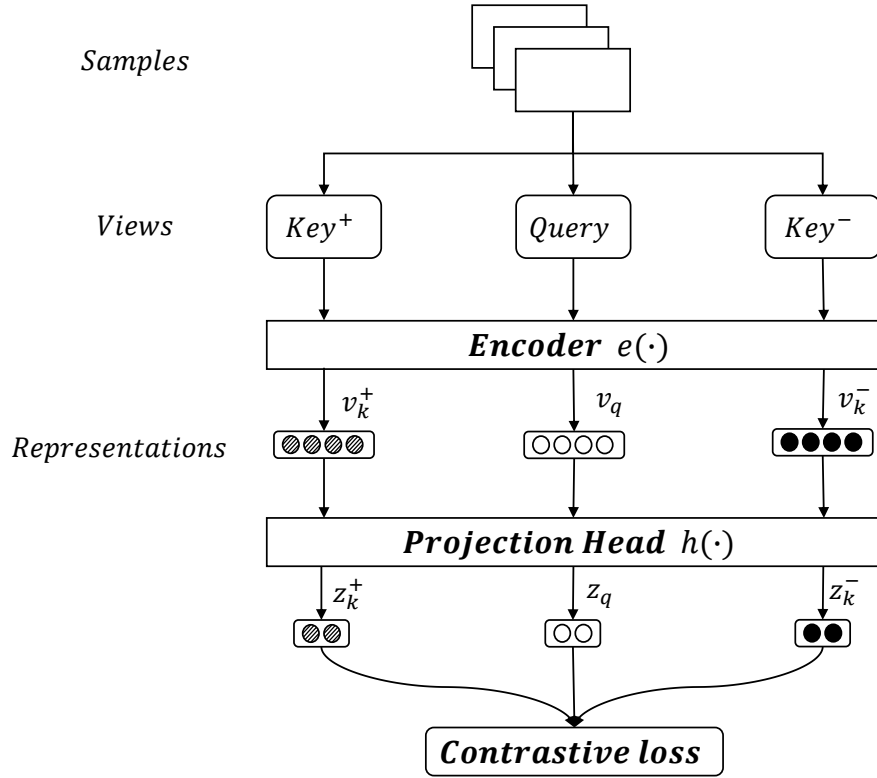 Samples
Views
Key⁺
Query
Key⁻
Encoder e(·)
v_k^+
v_q
v_k^-
Representations
Projection Head h(·)
z_k^+
z_q
z_k^-
Contrastive loss